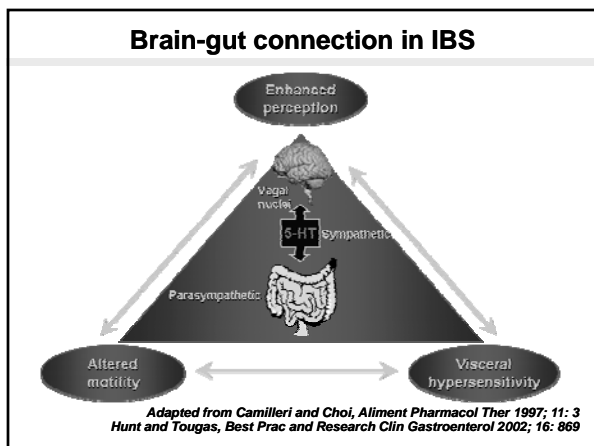 Brain-gut connection in IBS
Enhanced
perception
Vagal
nuclei
5-HT
Sympathetic
Parasympathetic
Altered
motility
Visceral
hypersensitivity
Adapted from Camilleri and Choi, Aliment Pharmacol Ther 1997; 11: 3
Hunt and Tougas, Best Prac and Research Clin Gastroenterol 2002; 16: 869